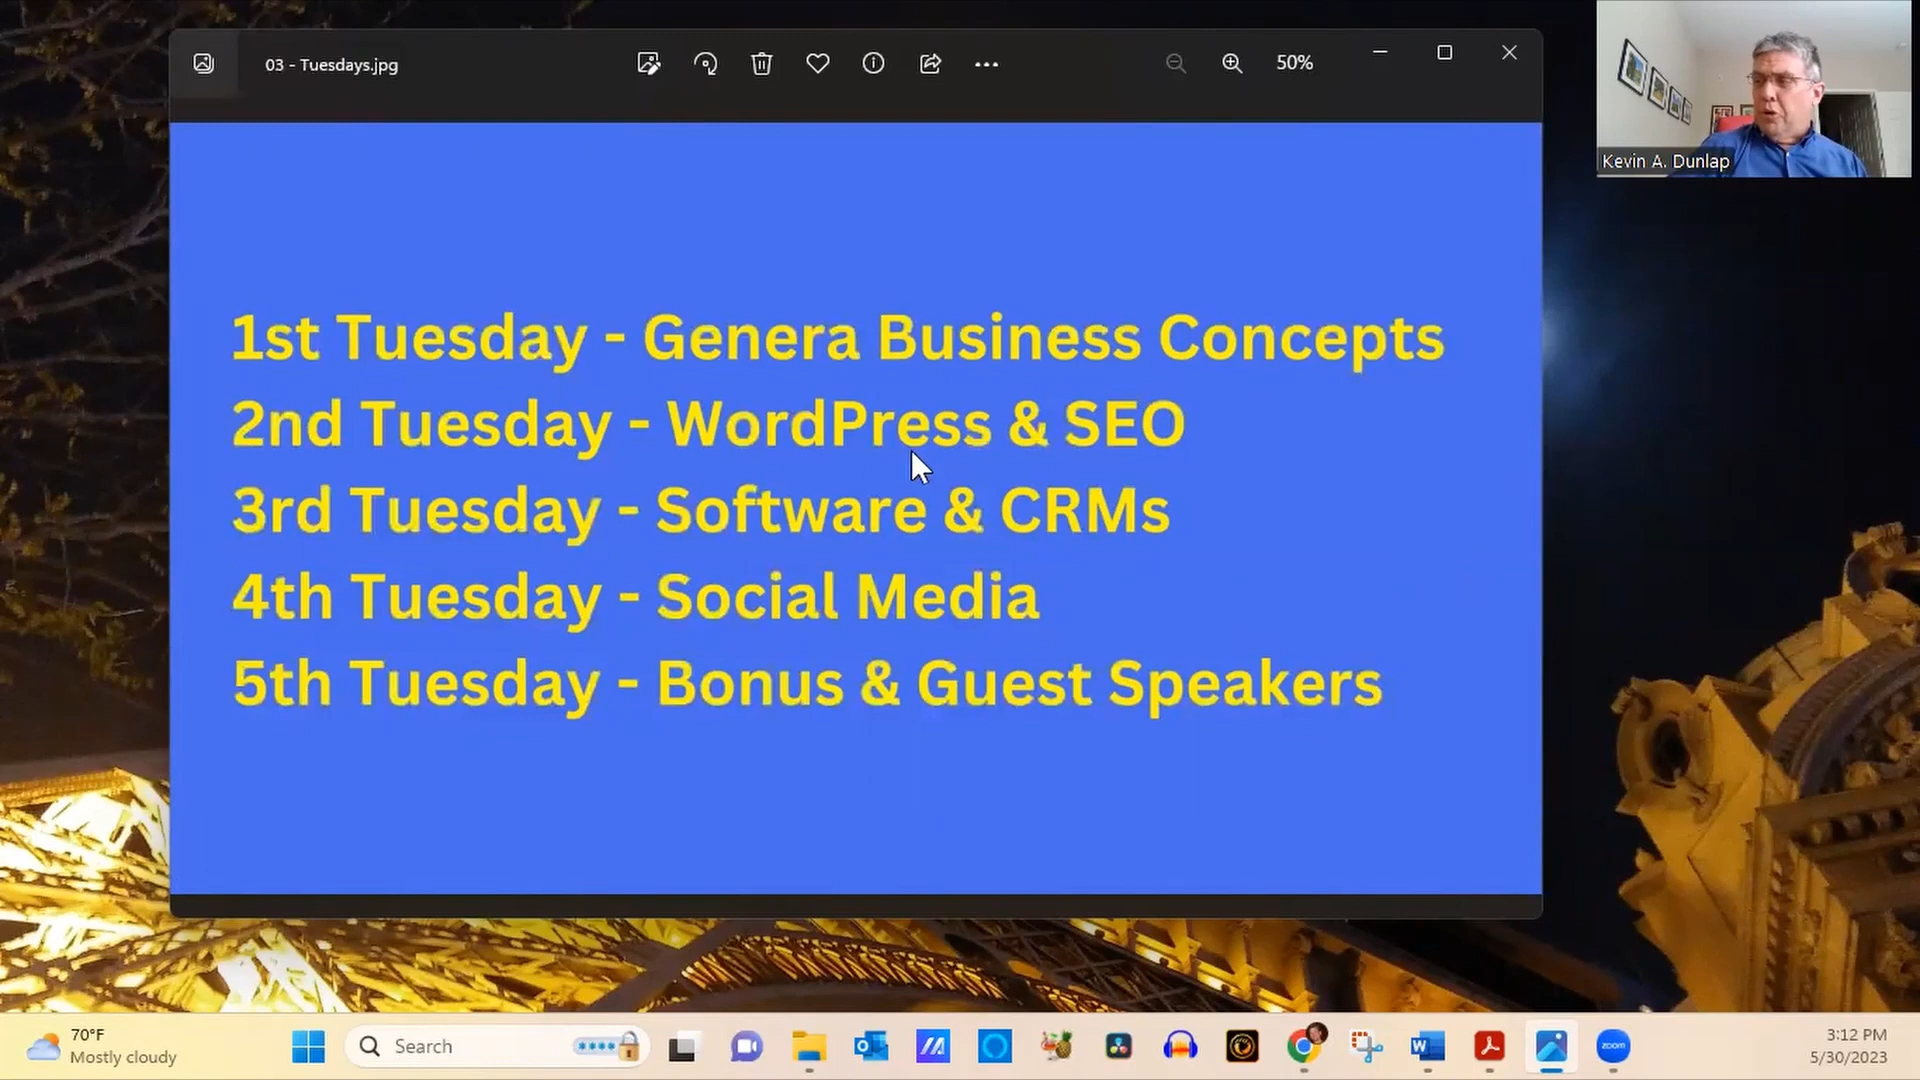 03 - Tuesdays.jpg
50%
Kevin A. Dunlap
1st Tuesday - Genera Business Concepts
2nd Tuesday - WordPress & SEO
3rd Tuesday - Software & CRMs
4th Tuesday - Social Media
5th Tuesday - Bonus & Guest Speakers
70°F
Mostly cloudy
Search
zoom
3:12 PM
5/30/2023